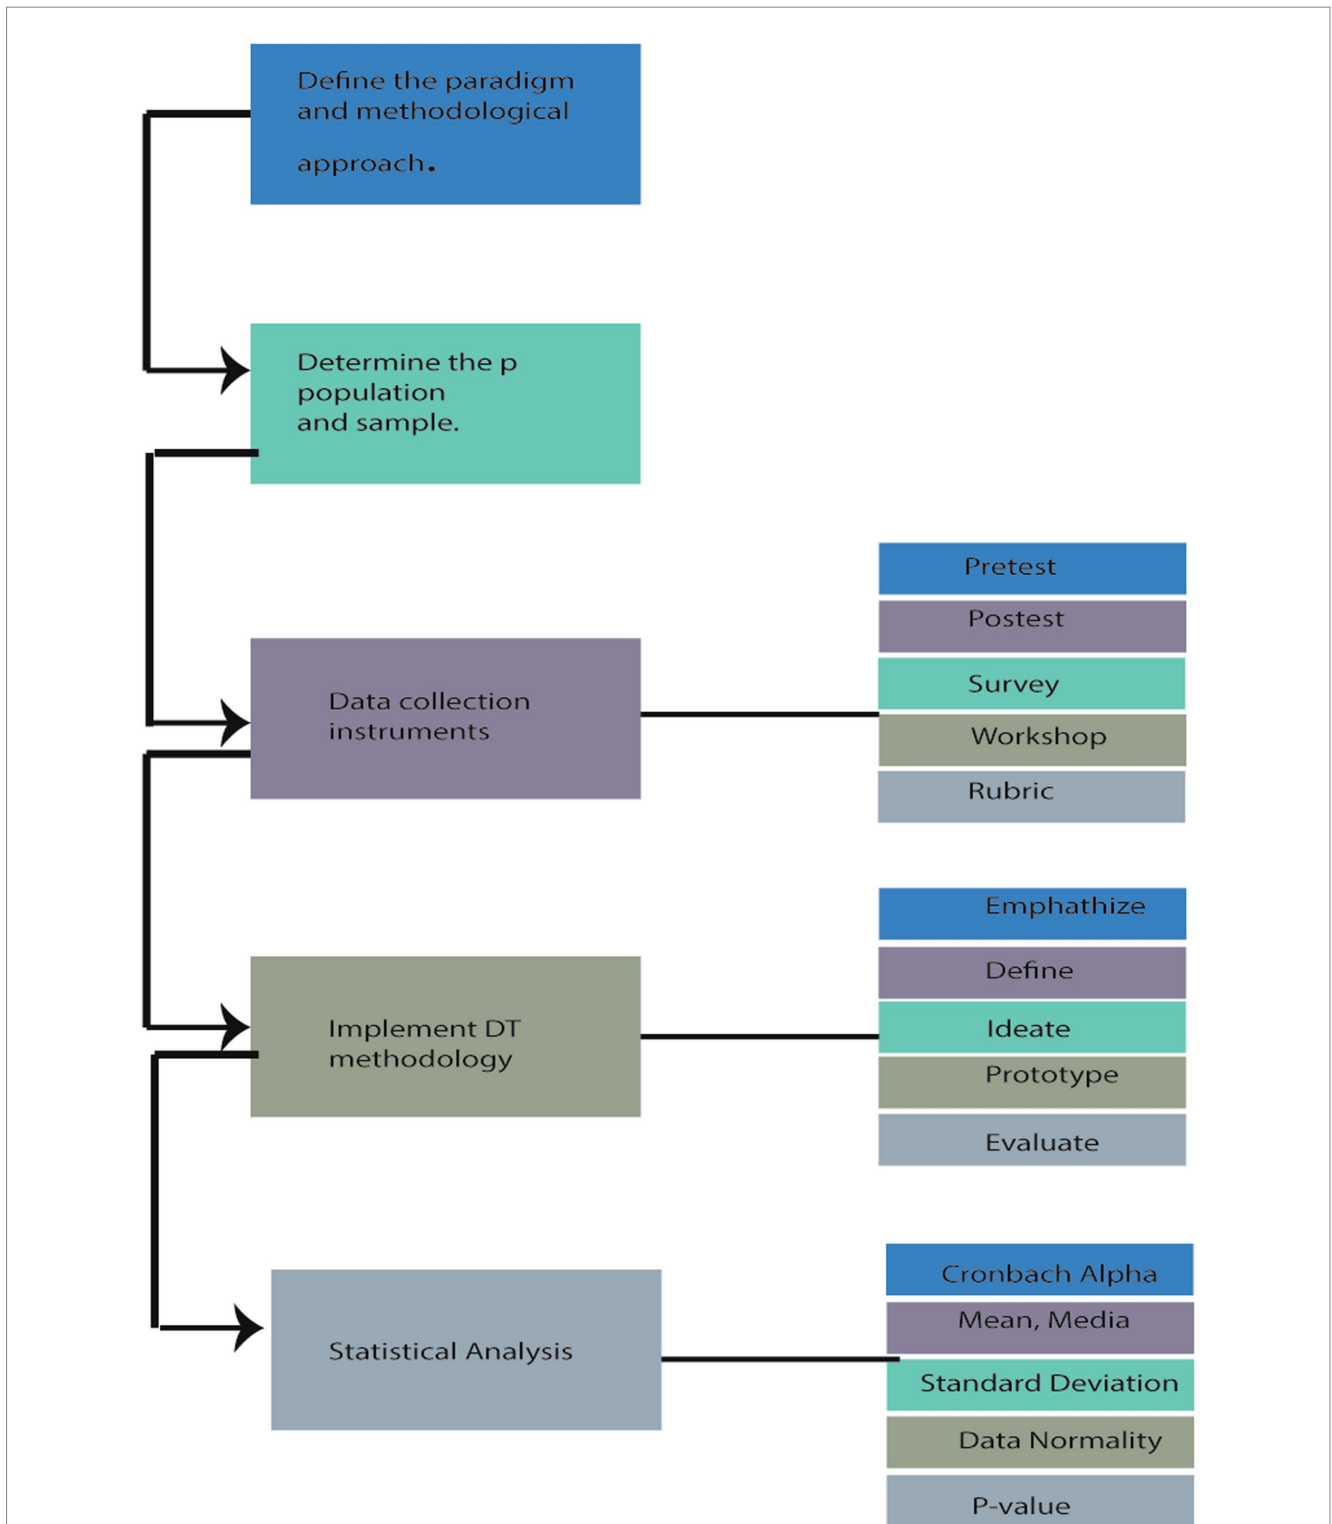 Define the paradigm
and methodological
approach.
Determine the p
population
and sample.
Data collection
instruments
Pretest
Postest
Survey
Workshop
Rubric
Implement DT
methodology
Emphathize
Define
Ideate
Prototype
Evaluate
Statistical Analysis
Cronbach Alpha
Mean, Media
Standard Deviation
Data Normality
P-value